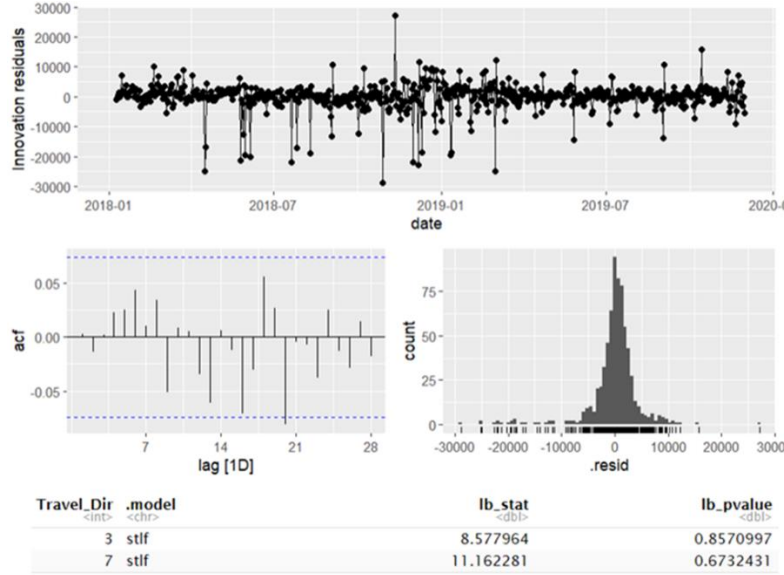 30000
20000
10000
0
-10000
-20000
-30000
Innovation residuals
2018-01 2018-07 2019-01 2019-07 2020-0
date
0.05
0.00
-0.05
acf
7 14 21 28
lag [1D]
75
50
25
0
count
-30000 -20000 -10000 0 10000 20000 3000
.resid
Travel_Dir .model lb_stat lb_pvalue
<int> <chr> <dbl> <dbl>
3 stlf 8.577964 0.8570997
7 stlf 11.162281 0.6732431